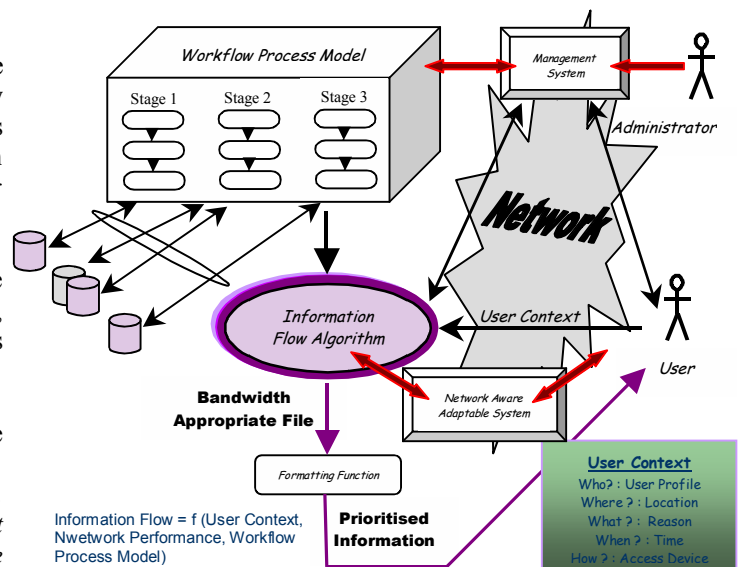 Workflow Process Model
Stage 1
Stage 2
Stage 3
Management
System
Administrator
Network
Information
Flow Algorithm
User Context
User
Network Aware
Adaptable System
Bandwidth
Appropriate File
Formatting Function
Prioritised
Information
Information Flow = f (User Context,
Nwetwork Performance, Workflow
Process Model)
User Context
Who? : User Profile
Where ? : Location
What ? : Reason
When ? : Time
How ? : Access Device